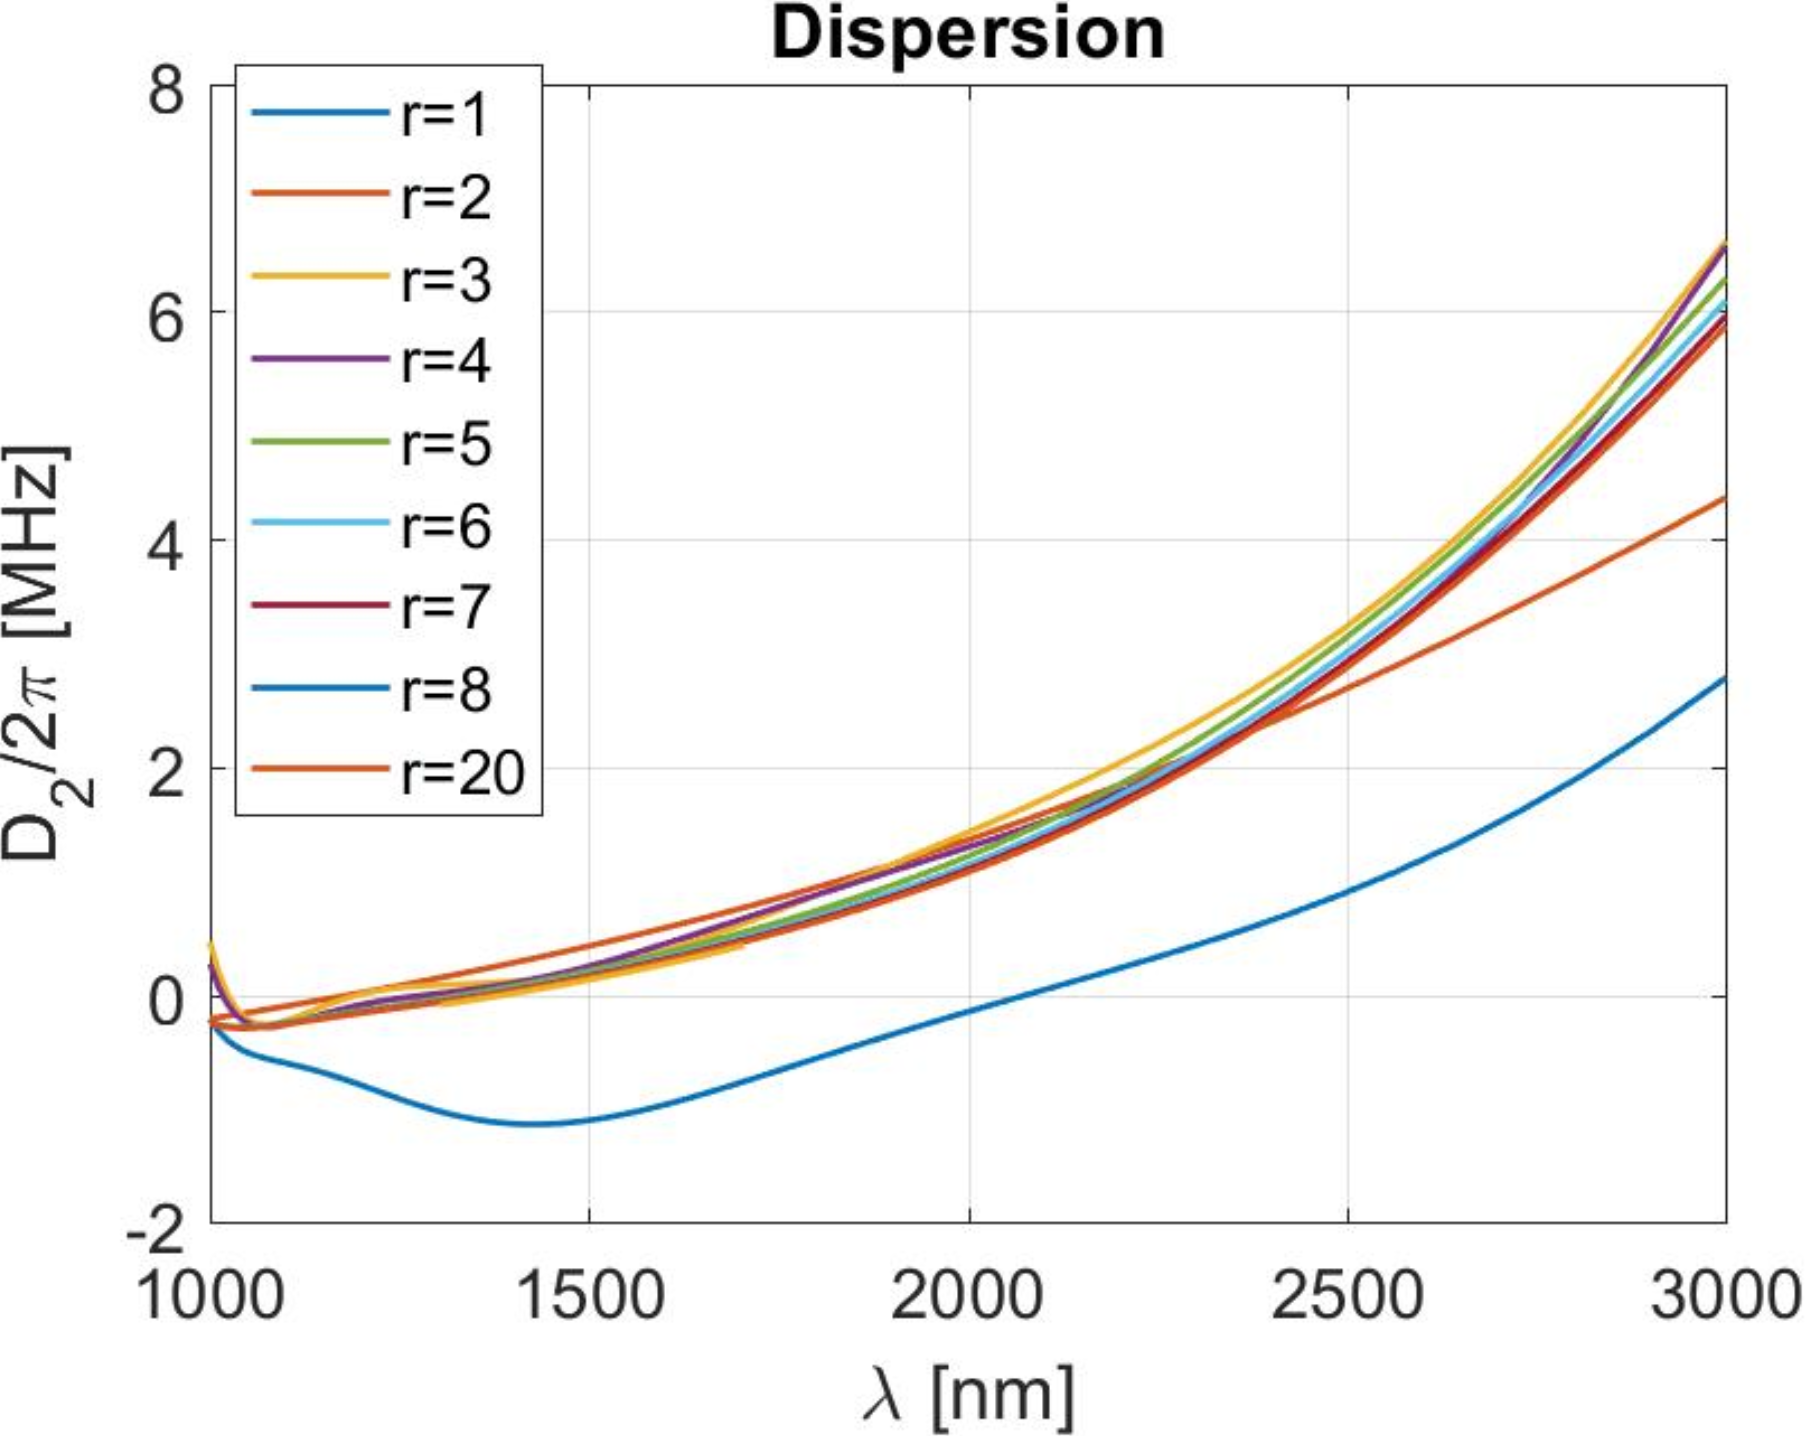 Dispersion
8
6
4
2
0
-2
D2/2π [MHz]
r=1
r=2
r=3
r=4
r=5
r=6
r=7
r=8
r=20
1000 1500 2000 2500 3000
λ [nm]